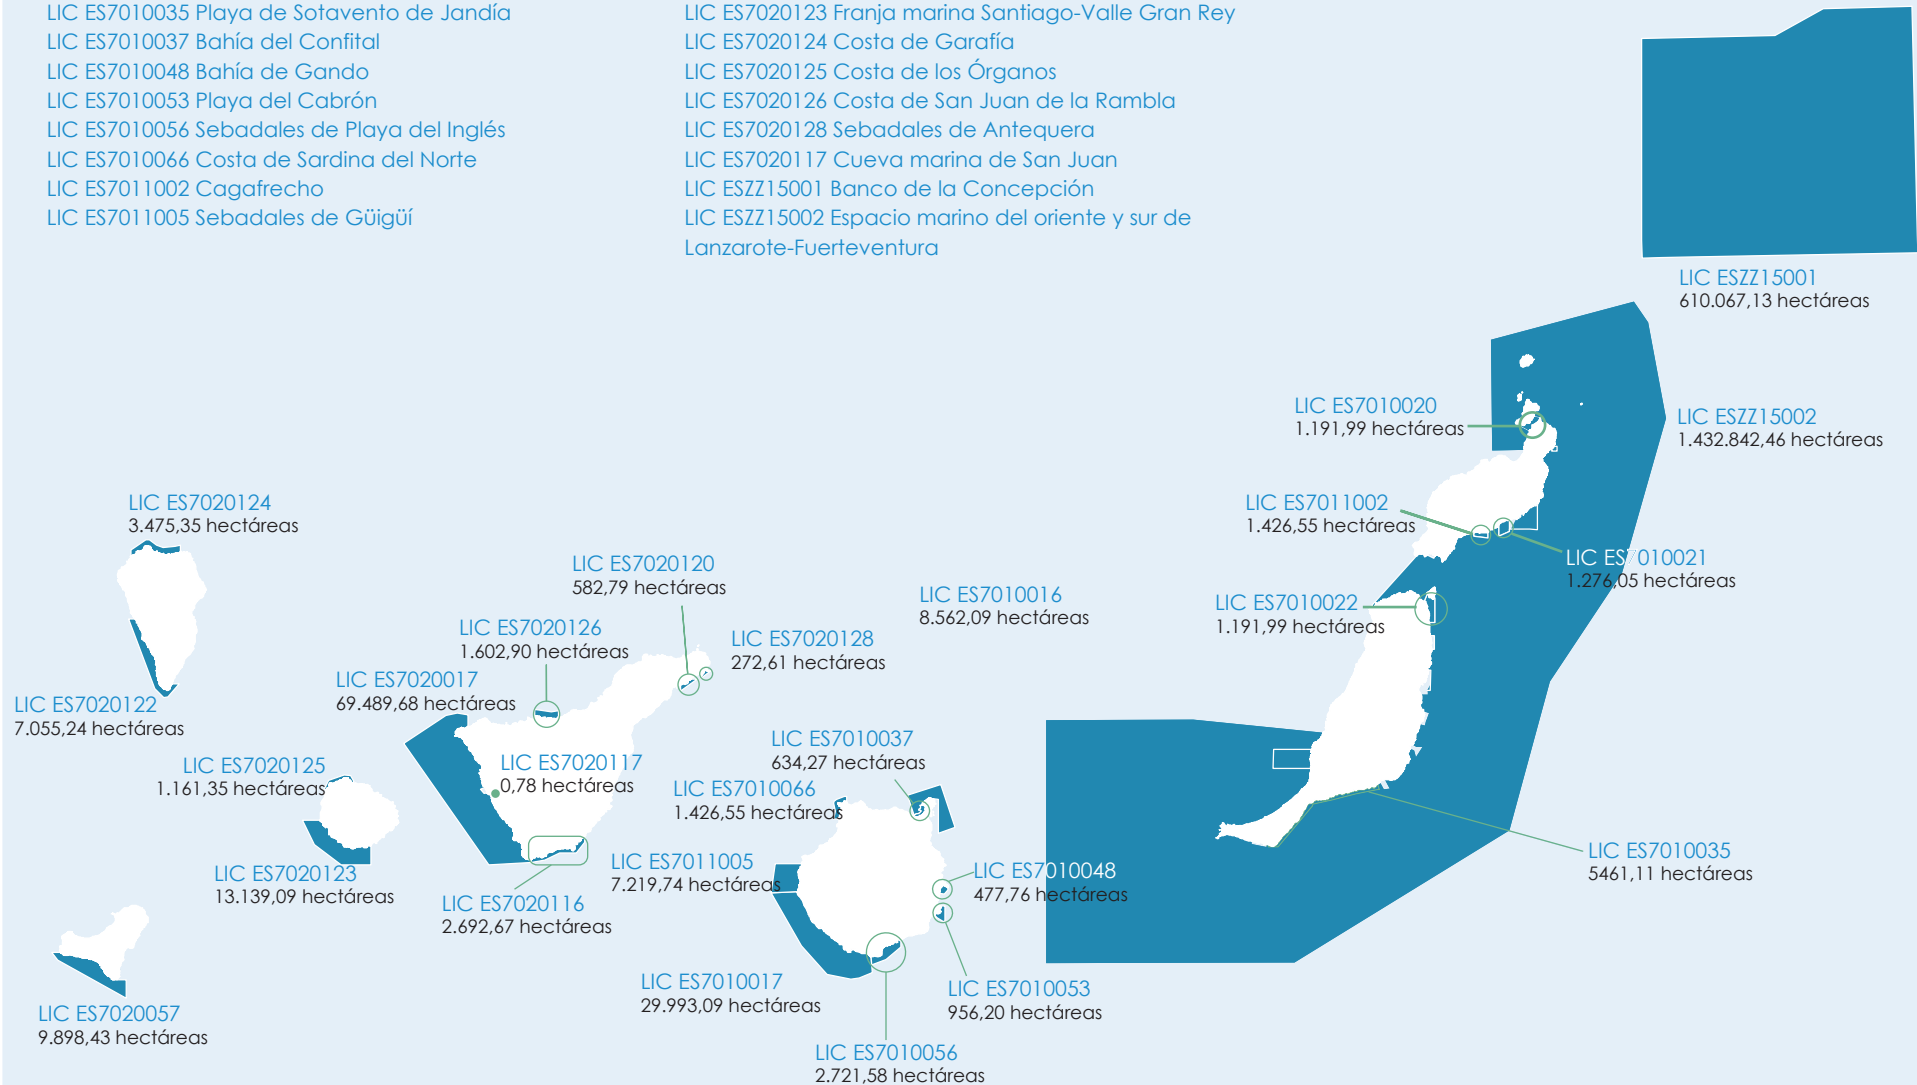 LIC ES7010035 Playa de Sotavento de Jandía
LIC ES7010037 Bahía del Confital
LIC ES7010048 Bahía de Gando
LIC ES7010053 Playa del Cabrón
LIC ES7010056 Sebadales de Playa del Inglés
LIC ES7010066 Costa de Sardina del Norte
LIC ES7011002 Cagafrecho
LIC ES7011005 Sebadales de Güigüí
LIC ES7020123 Franja marina Santiago-Valle Gran Rey
LIC ES7020124 Costa de Garafía
LIC ES7020125 Costa de los Órganos
LIC ES7020126 Costa de San Juan de la Rambla
LIC ES7020128 Sebadales de Antequera
LIC ES7020117 Cueva marina de San Juan
LIC ESZZ15001 Banco de la Concepción
LIC ESZZ15002 Espacio marino del oriente y sur de
Lanzarote-Fuerteventura
LIC ESZZ15001
610.067,13 hectáreas
LIC ES7010020
1.191,99 hectáreas
LIC ESZZ15002
1.432.842,46 hectáreas
LIC ES7020124
3.475,35 hectáreas
LIC ES7011002
1.426,55 hectáreas
LIC ES7010021
1.276,05 hectáreas
LIC ES7020120
582,79 hectáreas
LIC ES7010016
8.562,09 hectáreas
LIC ES7010022
1.191,99 hectáreas
LIC ES7020126
1.602,90 hectáreas
LIC ES7020128
272,61 hectáreas
LIC ES7020017
69.489,68 hectáreas
LIC ES7020122
7.055,24 hectáreas
LIC ES7010037
634,27 hectáreas
LIC ES7020125
1.161,35 hectáreas
LIC ES7020117
0,78 hectáreas
LIC ES7010066
1.426,55 hectáreas
LIC ES7020123
13.139,09 hectáreas
LIC ES7011005
7.219,74 hectáreas
LIC ES7010048
477,76 hectáreas
LIC ES7010035
5461,11 hectáreas
LIC ES7020116
2.692,67 hectáreas
LIC ES7010017
29.993,09 hectáreas
LIC ES7010053
956,20 hectáreas
LIC ES7020057
9.898,43 hectáreas
LIC ES7010056
2.721,58 hectáreas